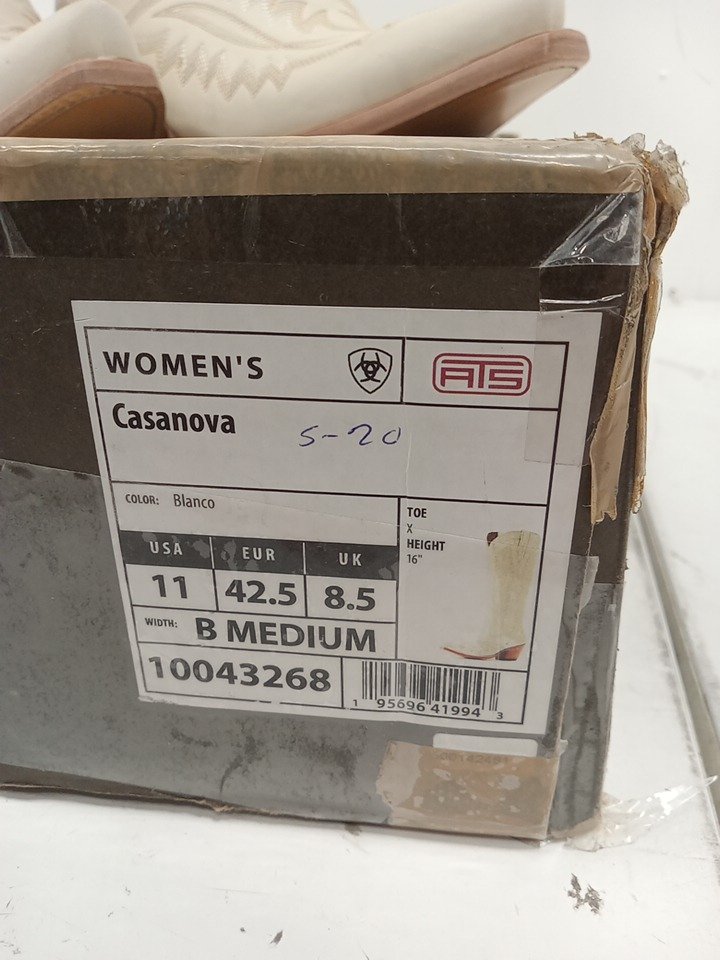 WOMEN'S
ATS
Casanova
S-20
COLOR: Blanco
TOE
X
HEIGHT
16"
USA EUR UK
11 42.5 8.5
WIDTH: B MEDIUM
10043268
1 95696 41994 3